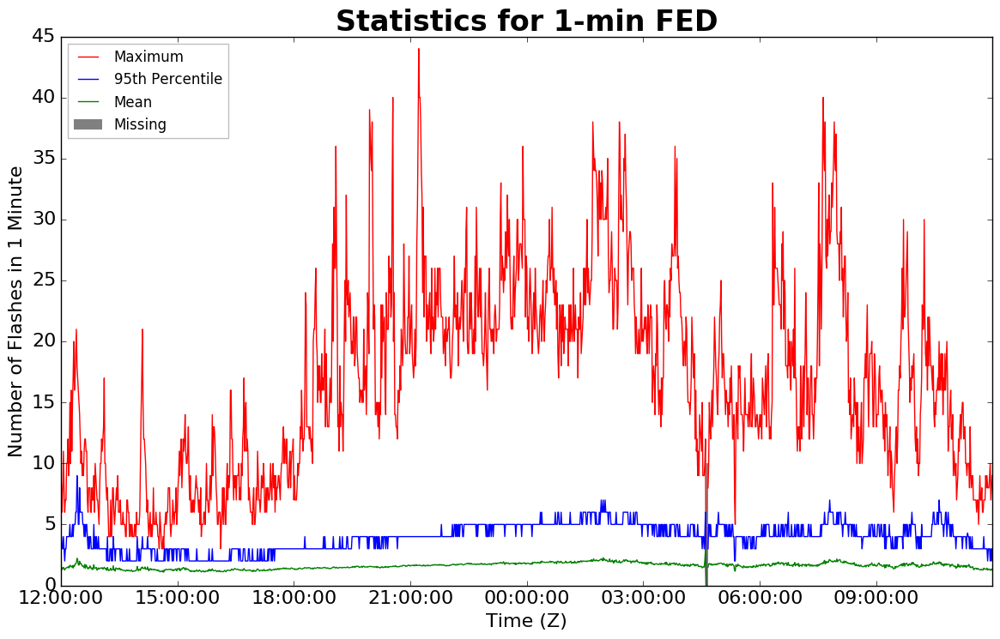 Statistics for 1-min FED
45
40
35
30
25
20
15
10
5
0
Number of Flashes in 1 Minute
Maximum
95th Percentile
Mean
Missing
12:00:00 15:00:00 18:00:00 21:00:00 00:00:00 03:00:00 06:00:00 09:00:00
Time (Z)